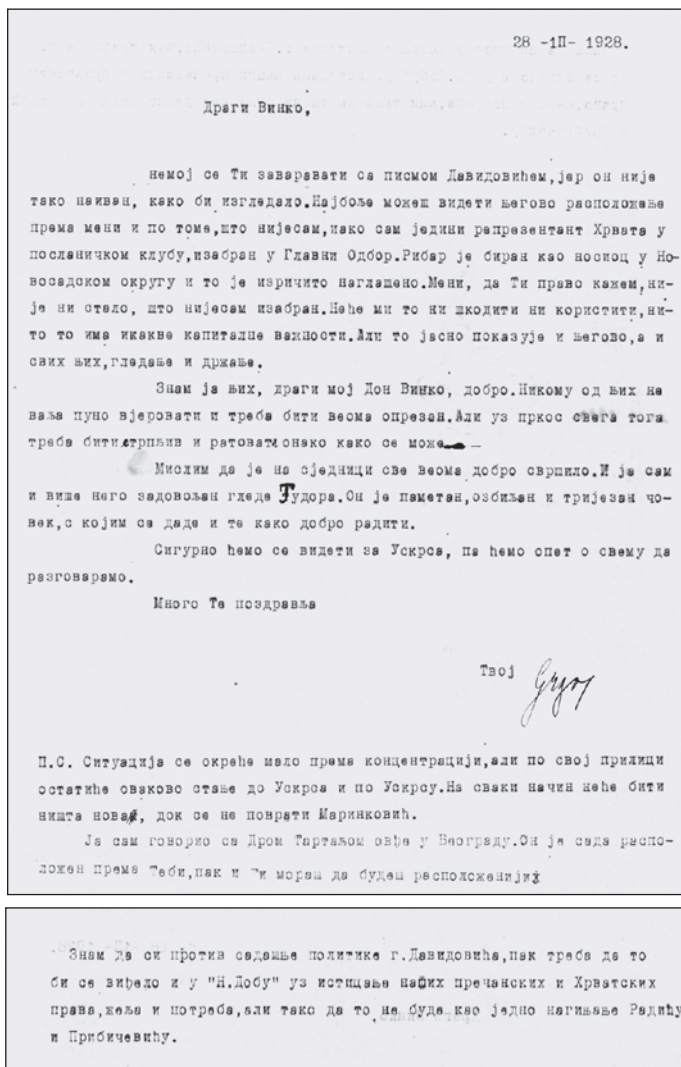 28 -III- 1928.
Драги Винко,
немој се Ти заваравати са писмом Давидовићем,јер он није
тако наиван, како би изгледало.Најбоље можеш видети његово расположење
према мени и по томе,што нијесам,иако сам једини репрезентант Хрвата у
посланичком клубу,изабран у Главни Одбор.Рибар је биран као носиоц у Но-
восадском округу и то је изричито наглашено.Мени, да Ти право кажем,ни-
је ни стало, што нијесам изабран.Неће ми то ни шкодити ни користити,ни-
то то има икакве капиталне важности.Али то јасно показује и његово,а и
свих њих,гледање и држање.
Знам ја њих, драги мој Дон Винко, добро.Никому од њих не
ваља пуно вјеровати и треба бити веома опрезан.Али уз пркос свега тога
треба бити стрпљив и ратовати онако како се може
Мислим да је на сједници све веома добро свршило.И ја сам
и више него задовољан гледе Тудора.Он је паметан,озбиљан и тријезан чо-
век,с којим се даде и те како добро радити.
Сигурно ћемо се видети за Ускрса, па ћемо опет о свему да
разговарамо.
Много Те поздравља
Твој
Grgor
П.С. Ситуација се окреће мало према концентрацији,али по свој прилици
остатиће оваково стање до Ускрса и по Ускрсу.На сваки начин неће бити
ништа нова, док се не поврати Маринковић.
Ја сам говорио са Дром Тартаљом овђе у Београду.Он је сада распо-
ложен према Теби,пак и Ти мораш да будеш расположенији
Знам да си против садашње политике г.Давидовића,пак треба да то
би се виђело и у "Н.Добу" уз истицање наших пречанских и Хрватских
права,жеља и потреба,али тако да то не буде као једно нагињање Радићу
и Прибичевићу.